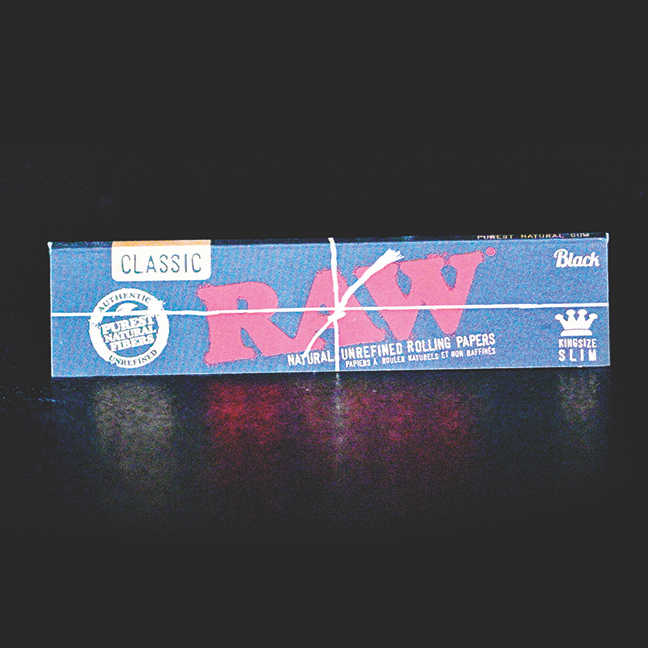 PUREST NATURAL GUM
CLASSIC
Black
AUTHENTIC
PUREST
NATURAL
FIBERS
UNREFINED
RAW®
NATURAL UNREFINED ROLLING PAPERS
PAPIERS A ROULER NATURELS ET NON RAFFINÉS
KINGSIZE
SLIM